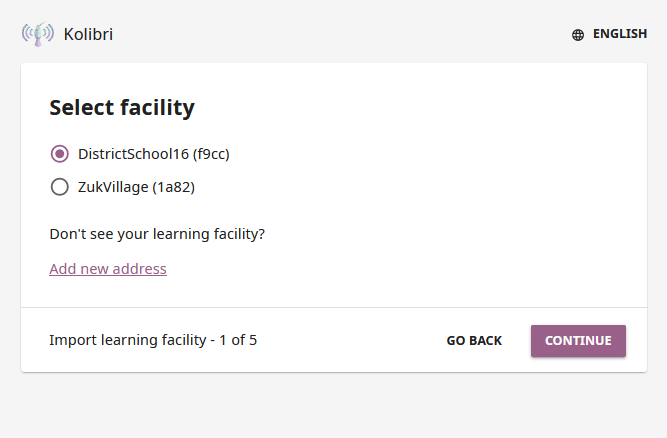 Kolibri
ENGLISH
Select facility
DistrictSchool16 (f9cc)
ZukVillage (1a82)
Don't see your learning facility?
Add new address
Import learning facility - 1 of 5
GO BACK
CONTINUE